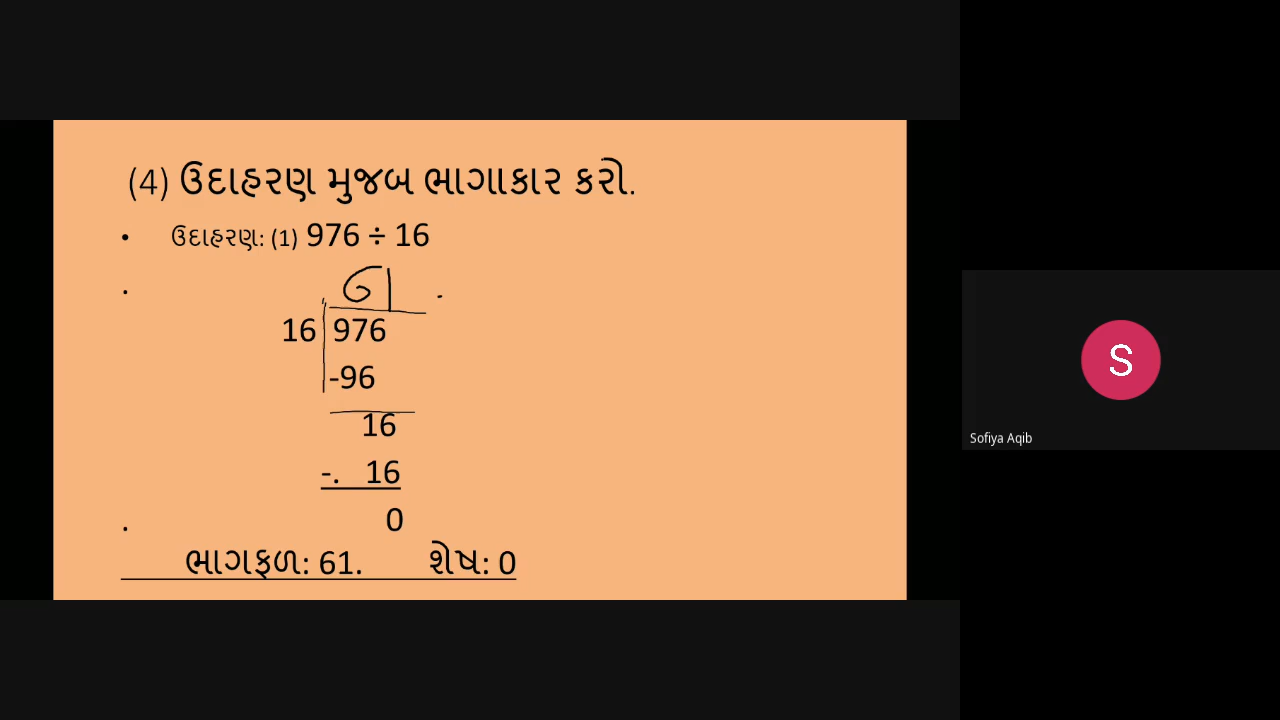 (4) ઉદાહરણ મુજબ ભાગાકાર કરો.
• ઉદાહરણ: (1) 976 ÷ 16
. 61 .
16 976
-96
16
-. 16
. 0
ભાગફળ: 61. શેષ: 0
S
Sofiya Aqib